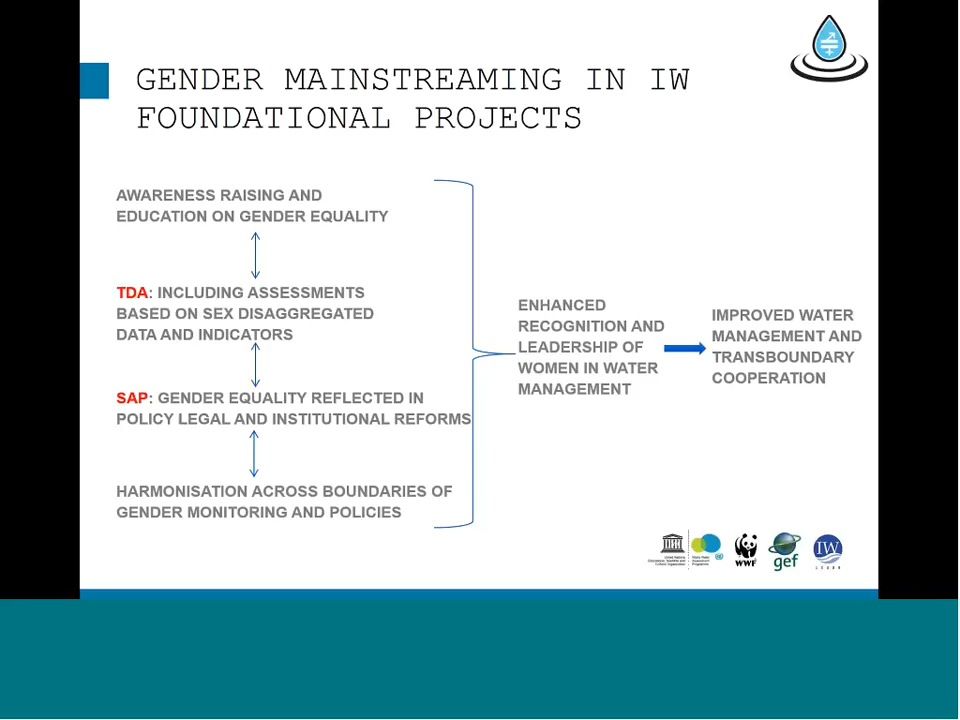 GENDER MAINSTREAMING IN IW
FOUNDATIONAL PROJECTS
AWARENESS RAISING AND
EDUCATION ON GENDER EQUALITY
TDA: INCLUDING ASSESSMENTS
BASED ON SEX DISAGGREGATED
DATA AND INDICATORS
SAP: GENDER EQUALITY REFLECTED IN
POLICY LEGAL AND INSTITUTIONAL REFORMS
HARMONISATION ACROSS BOUNDARIES OF
GENDER MONITORING AND POLICIES
ENHANCED
RECOGNITION AND
LEADERSHIP OF
WOMEN IN WATER
MANAGEMENT
IMPROVED WATER
MANAGEMENT AND
TRANSBOUNDARY
COOPERATION
WWF
gef
IW
LEARN